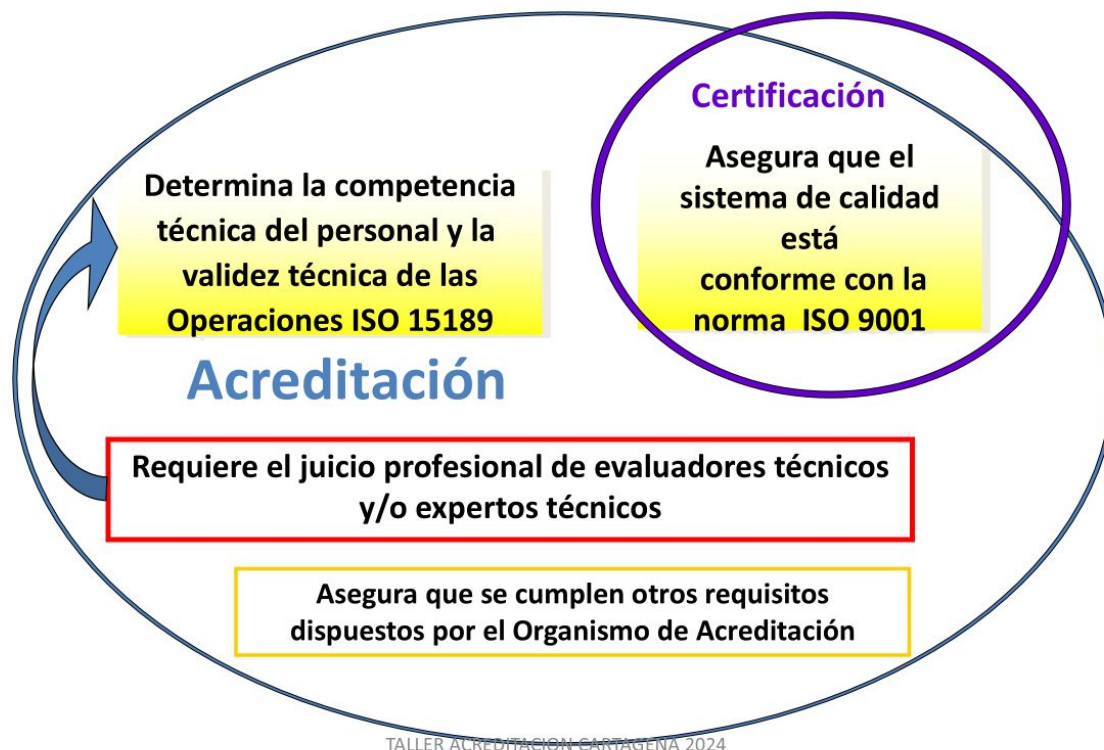 Certificación
Asegura que el
sistema de calidad
está
conforme con la
norma ISO 9001
Determina la competencia
técnica del personal y la
validez técnica de las
Operaciones ISO 15189
Acreditación
Requiere el juicio profesional de evaluadores técnicos
y/o expertos técnicos
Asegura que se cumplen otros requisitos
dispuestos por el Organismo de Acreditación
TALLER ACREDITACION CARTAGENA 2024